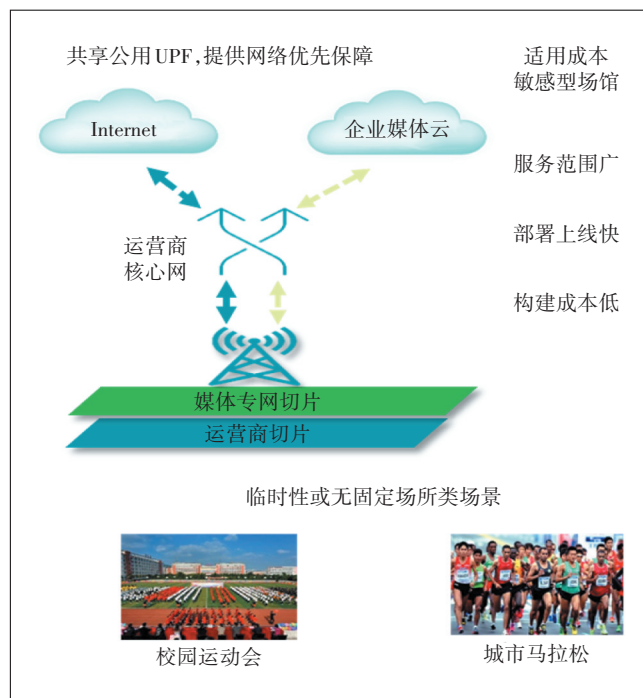 共享公用UPF,提供网络优先保障
适用成本
敏感型场馆
Internet
企业媒体云
服务范围广
运营商
核心网
部署上线快
构建成本低
媒体专网切片
运营商切片
临时性或无固定场所类场景
校园运动会
城市马拉松